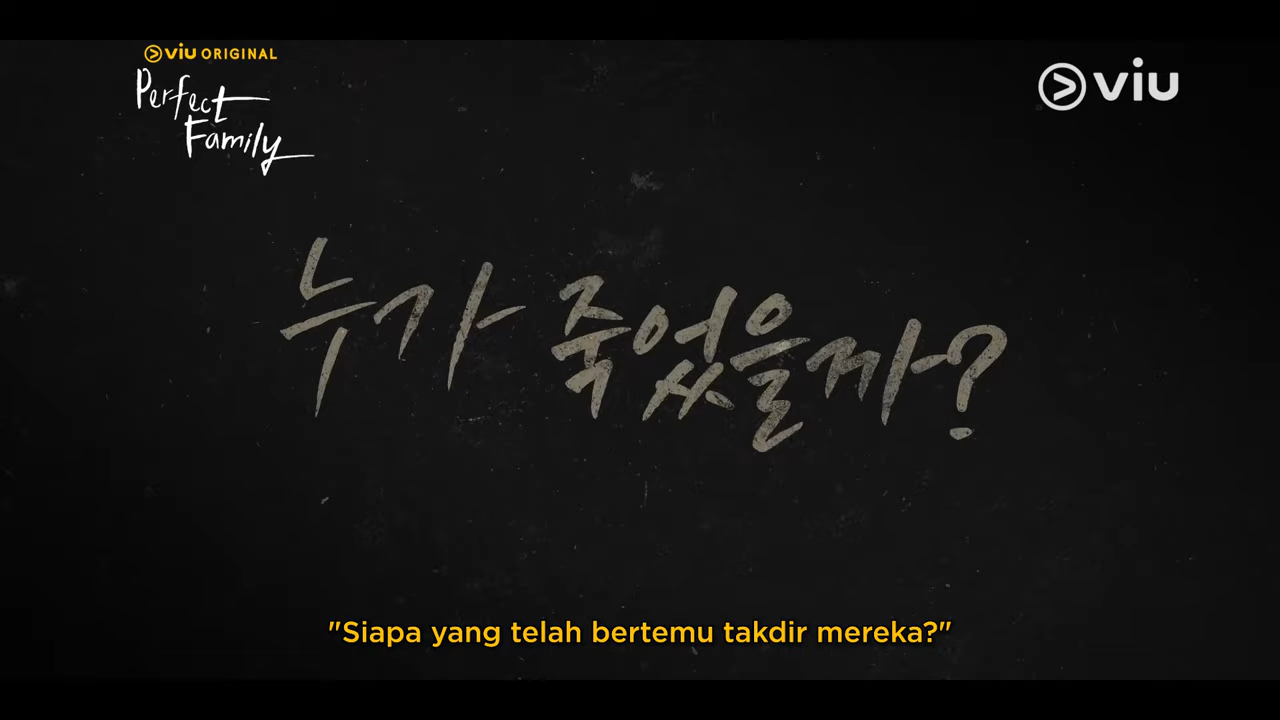 viu ORIGINAL
Perfect
Family
viu
누가 죽었을까?
"Siapa yang telah bertemu takdir mereka?"